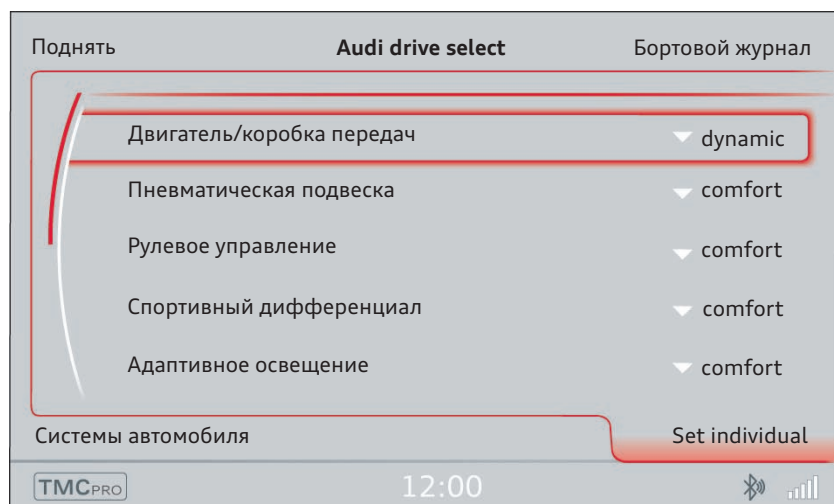 Поднять Audi drive select Бортовой журнал
Двигатель/коробка передач dynamic
Пневматическая подвеска comfort
Рулевое управление comfort
Спортивный дифференциал comfort
Адаптивное освещение comfort
Системы автомобиля Set individual
TMCPRO 12:00